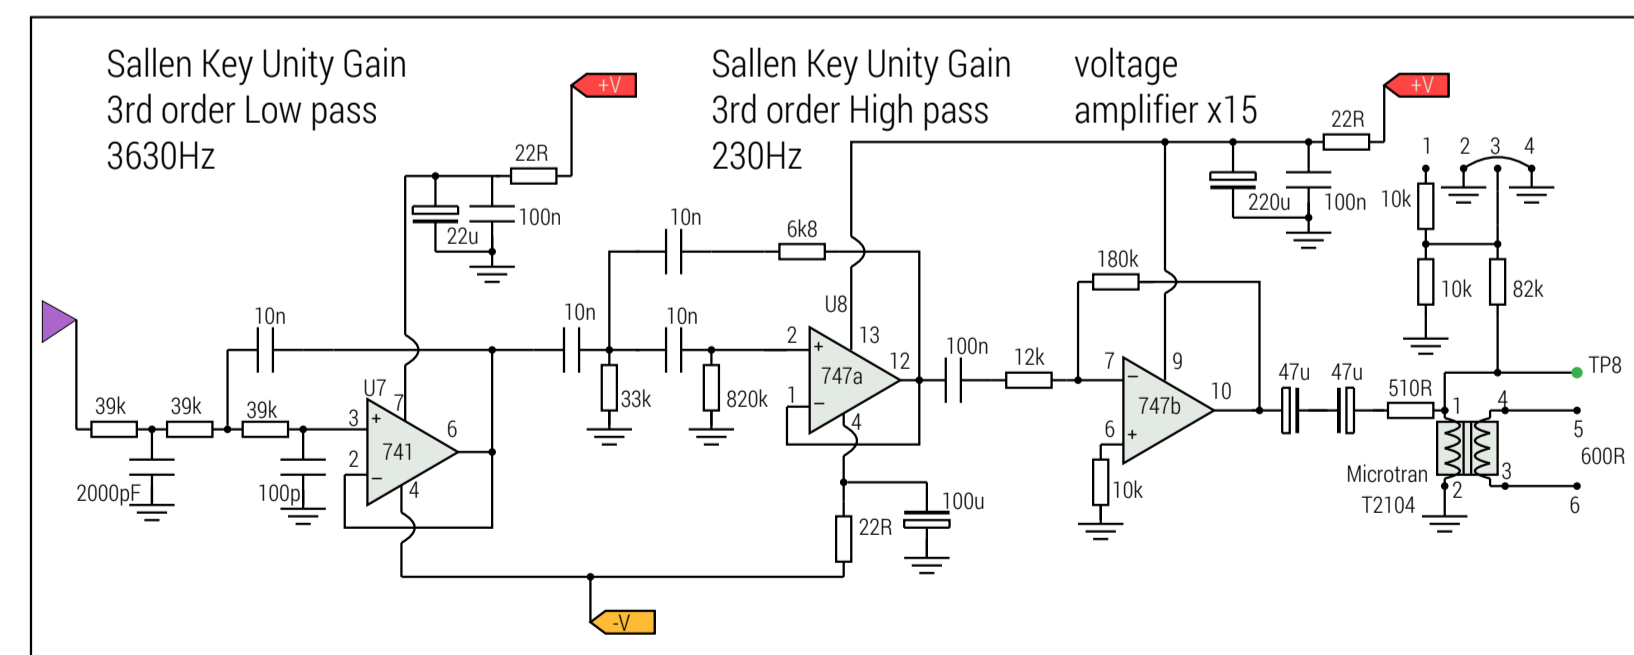 Sallen Key Unity Gain
3rd order Low pass
3630Hz
Sallen Key Unity Gain
3rd order High pass
230Hz
voltage
amplifier x15
+V
22R
22u
100n
+V
22R
220u
100n
1
2
3
4
10k
10k
82k
39k
39k
39k
2000pF
10n
100p
U7
741
3
+
2
−
7
6
4
10n
33k
10n
10n
6k8
820k
U8
747a
2
+
1
−
13
12
4
22R
100u
-V
100n
12k
180k
747b
7
−
6
+
9
10
10k
47u
47u
510R
TP8
1
2
4
3
Microtran
T2104
5
600R
6